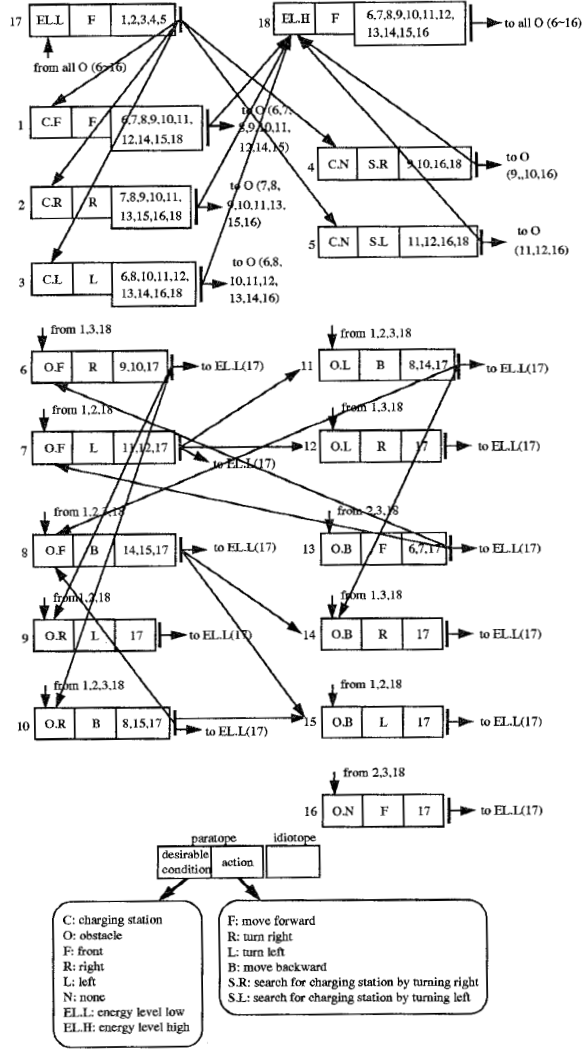 17 EL.L F 1,2,3,4,5
from all O (6~16)
18 EL.H F 6,7,8,9,10,11,12,
13,14,15,16
to all O (6~16)
1 C.F F 6,7,8,9,10,11,
12,14,15,18
to O (6,7,
8,9,10,11,
12,14,15)
2 C.R R 7,8,9,10,11,
13,15,16,18
to O (7,8,
9,10,11,13,
15,16)
3 C.L L 6,8,10,11,12,
13,14,16,18
to O (6,8,
10,11,12,
13,14,16)
4 C.N S.R 9,10,16,18
to O
(9,,10,16)
5 C.N S.L 11,12,16,18
to O
(11,12,16)
from 1,3,18
6 O.F R 9,10,17 to EL.L(17)
from 1,2,18
7 O.F L 11,12,17 to EL.L(17)
from 1,2,3,18
8 O.F B 14,15,17 to EL.L(17)
from 1,2,18
9 O.R L 17 to EL.L(17)
from 1,2,3,18
10 O.R B 8,15,17 to EL.L(17)
from 1,2,3,18
11 O.L B 8,14,17 to EL.L(17)
from 1,3,18
12 O.L R 17 to EL.L(17)
from 2,3,18
13 O.B F 6,7,17 to EL.L(17)
from 1,3,18
14 O.B R 17 to EL.L(17)
from 1,2,18
15 O.B L 17 to EL.L(17)
from 2,3,18
16 O.N F 17 to EL.L(17)
paratope idiotope
desirable
condition
action
C: charging station
O: obstacle
F: front
R: right
L: left
N: none
EL.L: energy level low
EL.H: energy level high
F: move forward
R: turn right
L: turn left
B: move backward
S.R: search for charging station by turning right
S.L: search for charging station by turning left